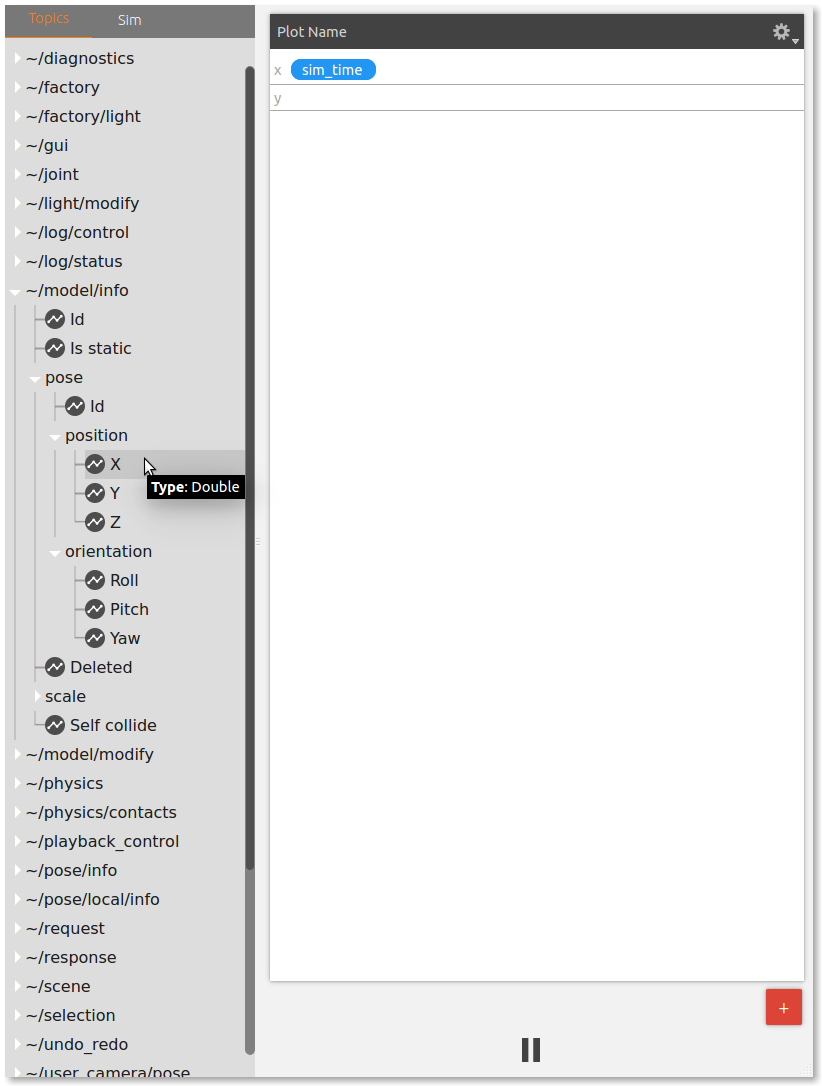 Topics
Sim
~/diagnostics
~/factory
~/factory/light
~/gui
~/joint
~/light/modify
~/log/control
~/log/status
~/model/info
Id
Is static
pose
Id
position
X
Type: Double
Y
Z
orientation
Roll
Pitch
Yaw
Deleted
scale
Self collide
~/model/modify
~/physics
~/physics/contacts
~/playback_control
~/pose/info
~/pose/local/info
~/request
~/response
~/scene
~/selection
~/undo_redo
~/user_camera/pose
Plot Name
x sim_time
y
+